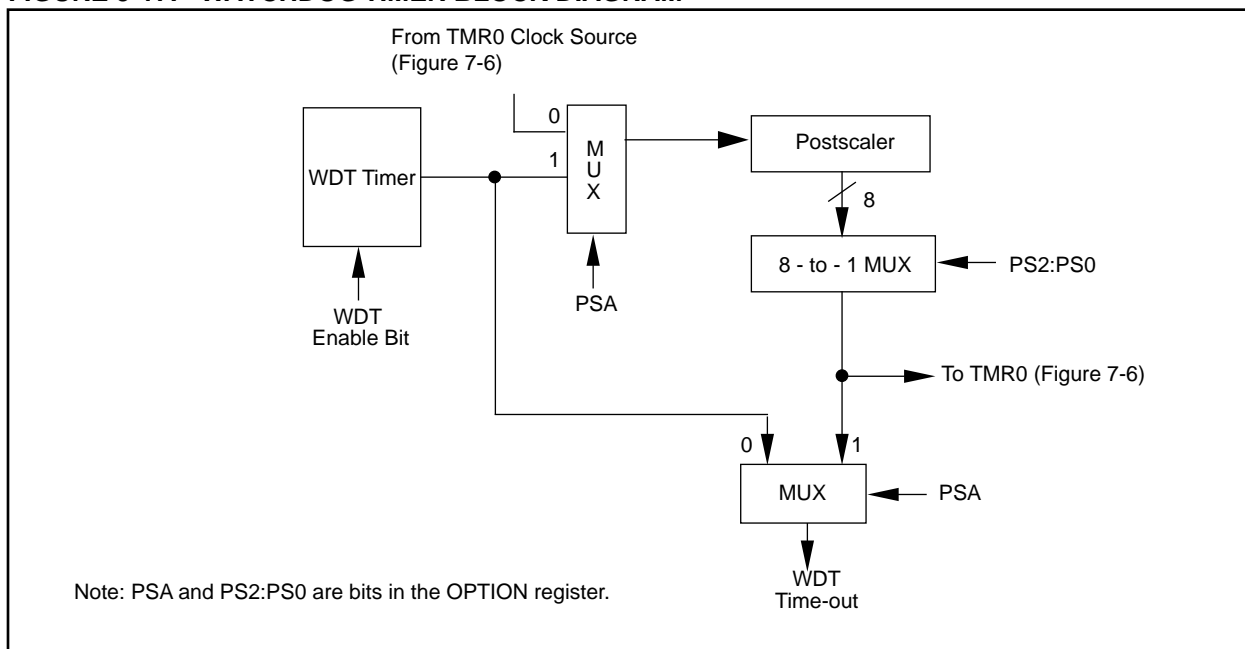 From TMR0 Clock Source
(Figure 7-6)
0
1
M
U
X
Postscaler
WDT Timer
8
8 - to - 1 MUX
PS2:PS0
PSA
WDT
Enable Bit
To TMR0 (Figure 7-6)
0
1
MUX
PSA
WDT
Time-out
Note: PSA and PS2:PS0 are bits in the OPTION register.